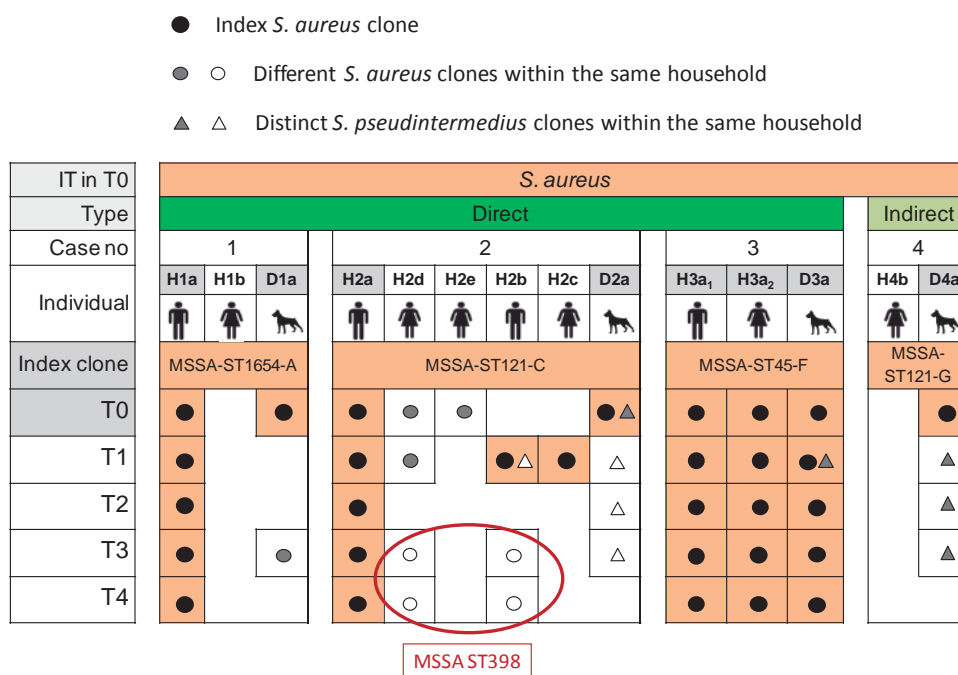 Index S. aureus clone
Different S. aureus clones within the same household
Distinct S. pseudintermedius clones within the same household
IT in T0 S. aureus
Type Direct Indirect
Case no 1 2 3 4
Individual H1a H1b D1a H2a H2d H2e H2b H2c D2a H3a₁ H3a₂ D3a H4b D4a
Index clone MSSA-ST1654-A MSSA-ST121-C MSSA-ST45-F MSSA-
ST121-G
T0
T1
T2
T3
T4
MSSA ST398